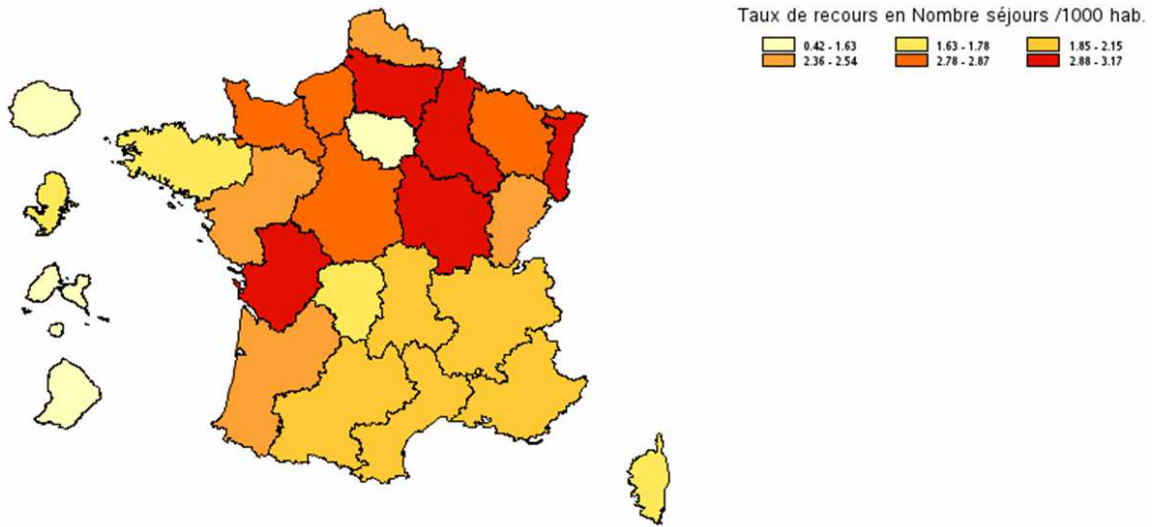 Taux de recours en Nombre séjours /1000 hab.
0.42 - 1.63 1.63 - 1.78 1.85 - 2.15
2.36 - 2.54 2.78 - 2.87 2.88 - 3.17